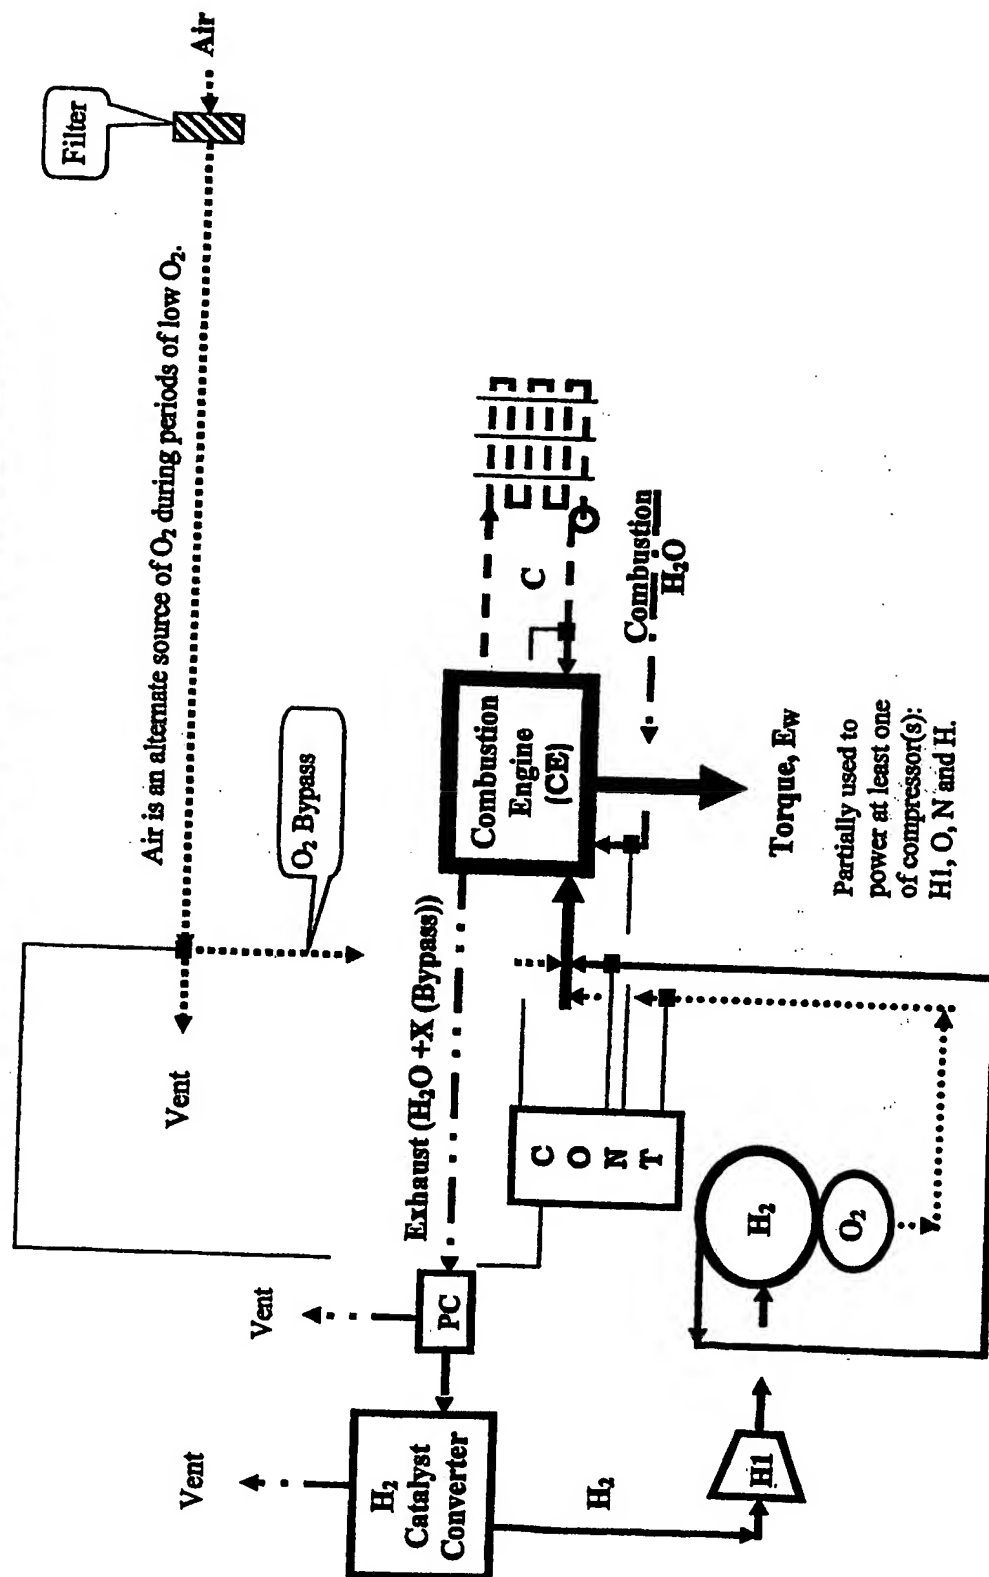 Filter
Air
Air is an alternate source of O₂ during periods of low O₂.
Vent
O₂ Bypass
Exhaust (H₂O +X (Bypass))
Combustion
Engine
(CE)
C
Combustion
H₂O
Torque, Ew
Partially used to
power at least one
of compressor(s):
H1, O, N and H.
C
O
N
T
Vent
PC
Vent
H₂
Catalyst
Converter
H₂
H1
H₂
O₂